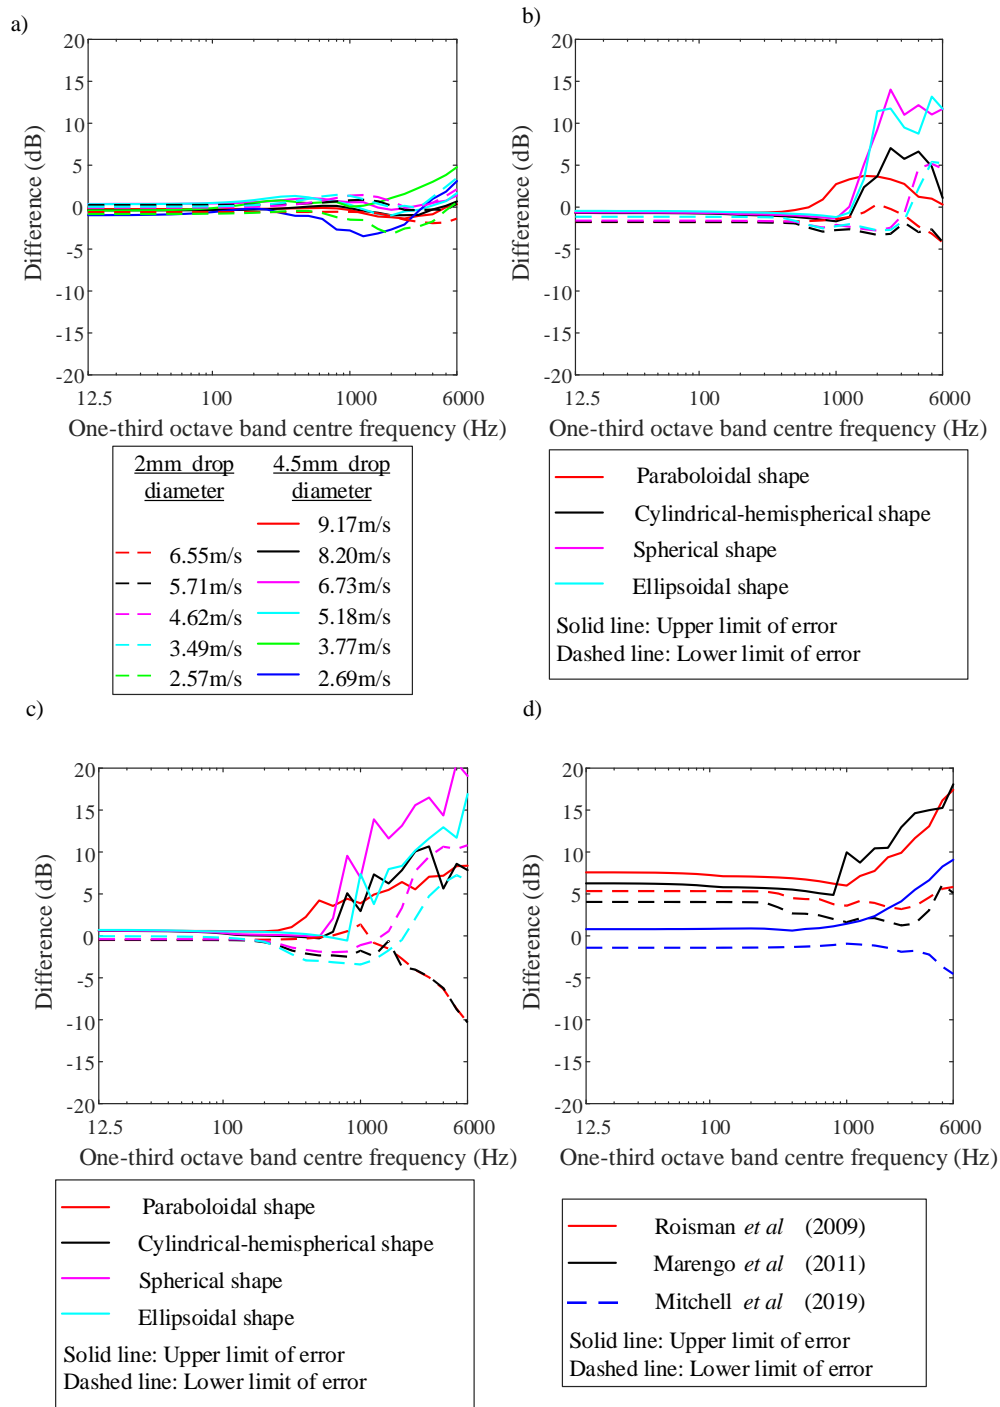 a)
20
15
10
5
0
-5
-10
-15
-20
Difference (dB)
12.5 100 1000 6000
One-third octave band centre frequency (Hz)
2mm drop diameter
6.55m/s
5.71m/s
4.62m/s
3.49m/s
2.57m/s
4.5mm drop diameter
9.17m/s
8.20m/s
6.73m/s
5.18m/s
3.77m/s
2.69m/s
b)
20
15
10
5
0
-5
-10
-15
-20
Difference (dB)
12.5 100 1000 6000
One-third octave band centre frequency (Hz)
Paraboloidal shape
Cylindrical-hemispherical shape
Spherical shape
Ellipsoidal shape
Solid line: Upper limit of error
Dashed line: Lower limit of error
c)
20
15
10
5
0
-5
-10
-15
-20
Difference (dB)
12.5 100 1000 6000
One-third octave band centre frequency (Hz)
Paraboloidal shape
Cylindrical-hemispherical shape
Spherical shape
Ellipsoidal shape
Solid line: Upper limit of error
Dashed line: Lower limit of error
d)
20
15
10
5
0
-5
-10
-15
-20
Difference (dB)
12.5 100 1000 6000
One-third octave band centre frequency (Hz)
Roisman et al (2009)
Marengo et al (2011)
Mitchell et al (2019)
Solid line: Upper limit of error
Dashed line: Lower limit of error